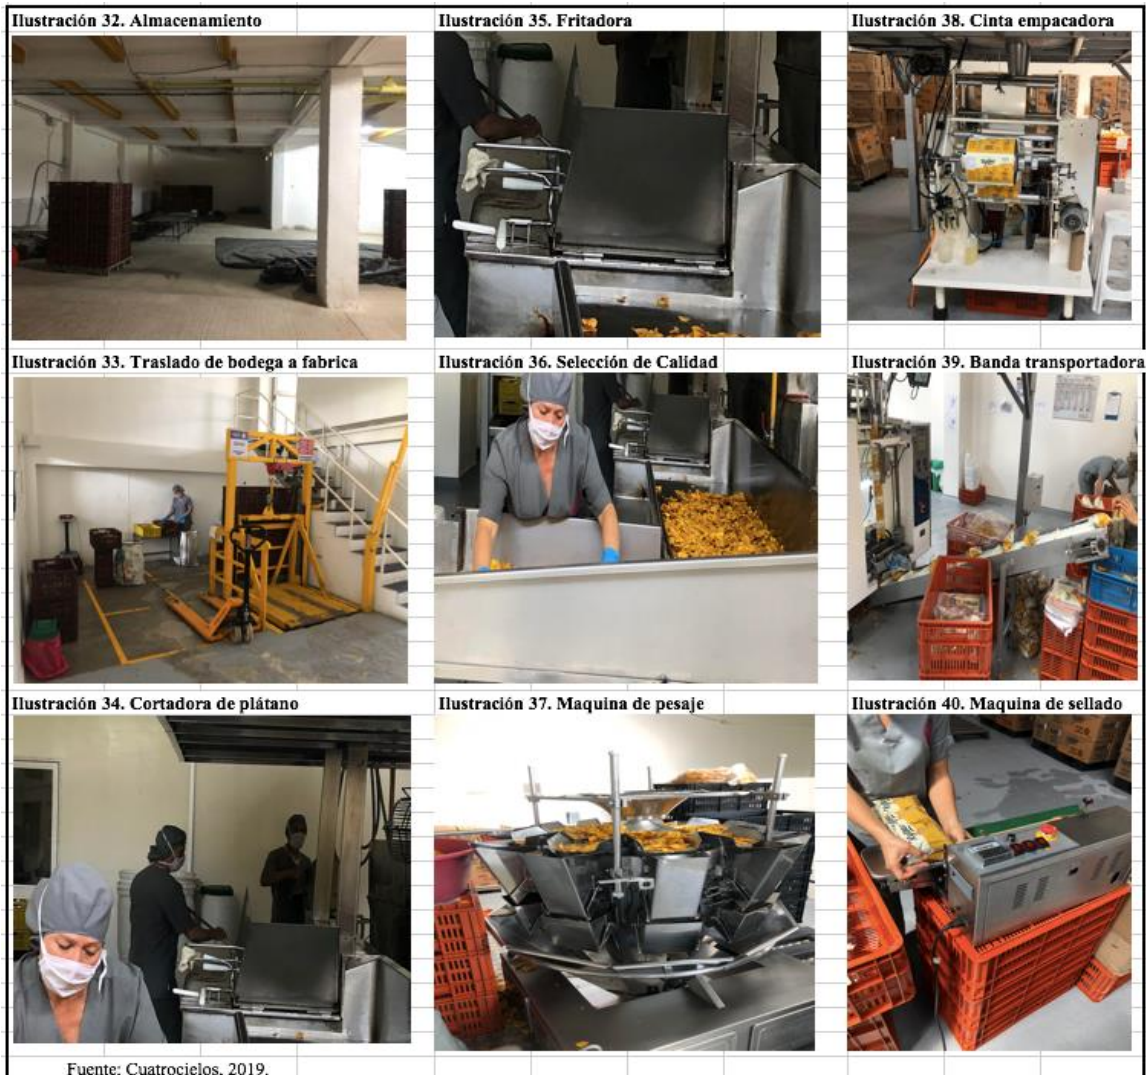 Ilustración 32. Almacenamiento
Ilustración 35. Fritadora
Ilustración 38. Cinta empacadora
Ilustración 33. Traslado de bodega a fabrica
Ilustración 36. Selección de Calidad
Ilustración 39. Banda transportadora
Ilustración 34. Cortadora de plátano
Ilustración 37. Maquina de pesaje
Ilustración 40. Maquina de sellado
Fuente: Cuatrocielos, 2019.